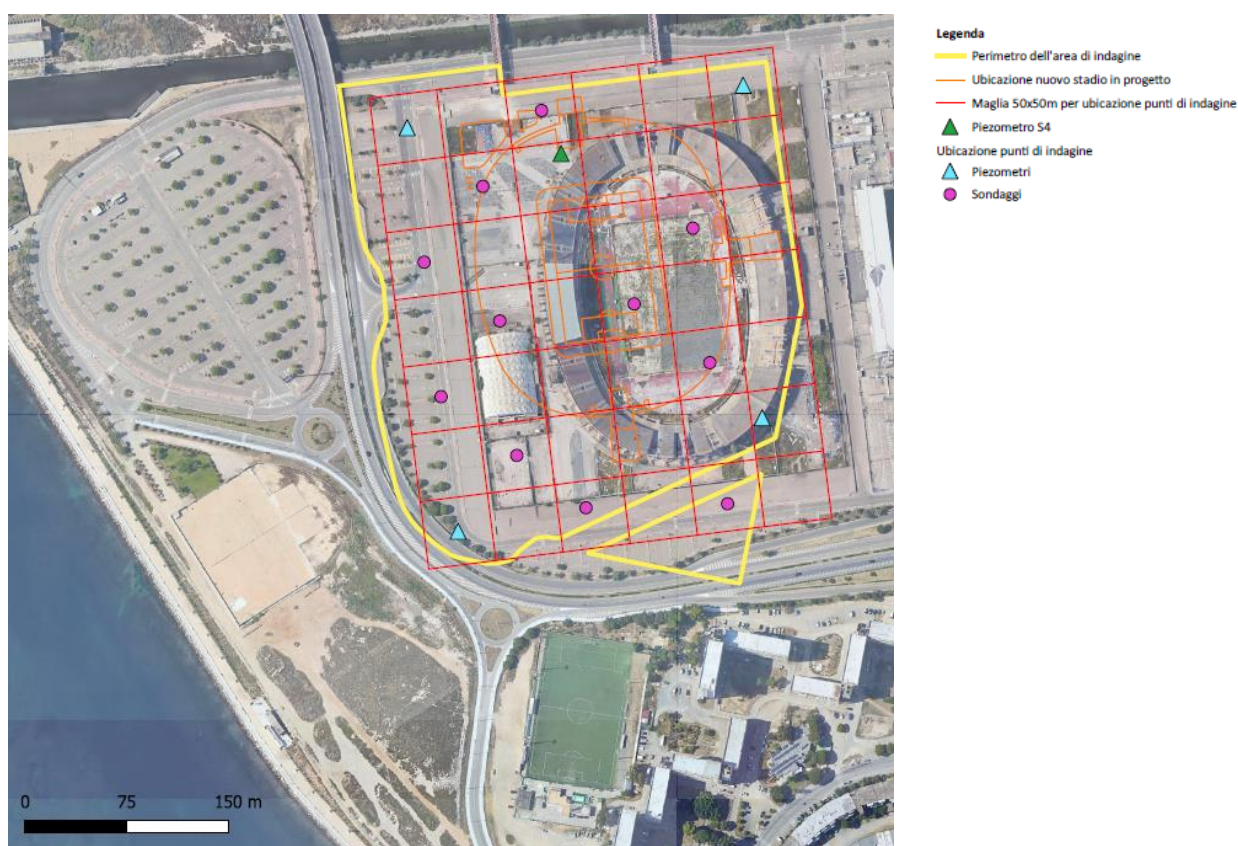 Legenda
Perimetro dell'area di indagine
Ubicazione nuovo stadio in progetto
Maglia 50x50m per ubicazione punti di indagine
Piezometro S4
Ubicazione punti di indagine
Piezometri
Sondaggi
0 75 150 m